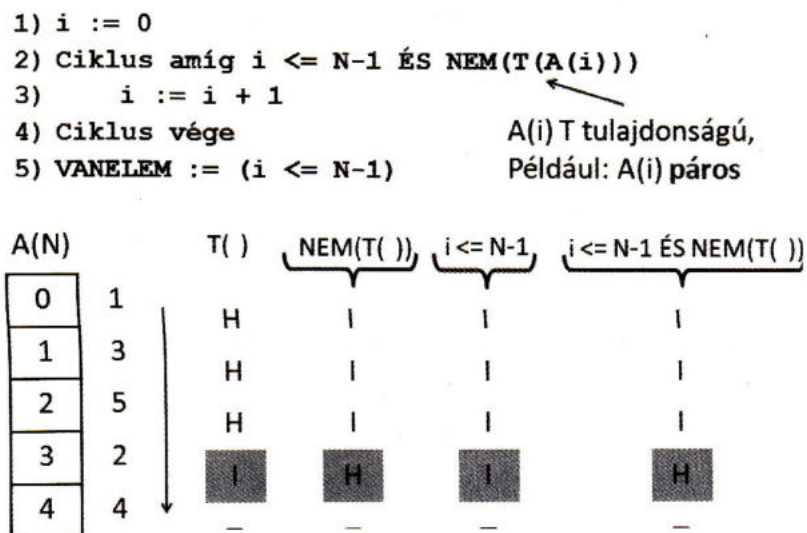 1) i := 0
2) Ciklus amíg i <= N-1 ÉS NEM(T(A(i)))
3) i := i + 1
4) Ciklus vége
A(i) T tulajdonságú,
5) VANELEM := (i <= N-1)
Például: A(i) páros
A(N) T( ) NEM(T( )) i <= N-1 i <= N-1 ÉS NEM(T( ))
0 1 H I I I
1 3 H I I I
2 5 H I I I
3 2 I H I H
4 4 – – – –